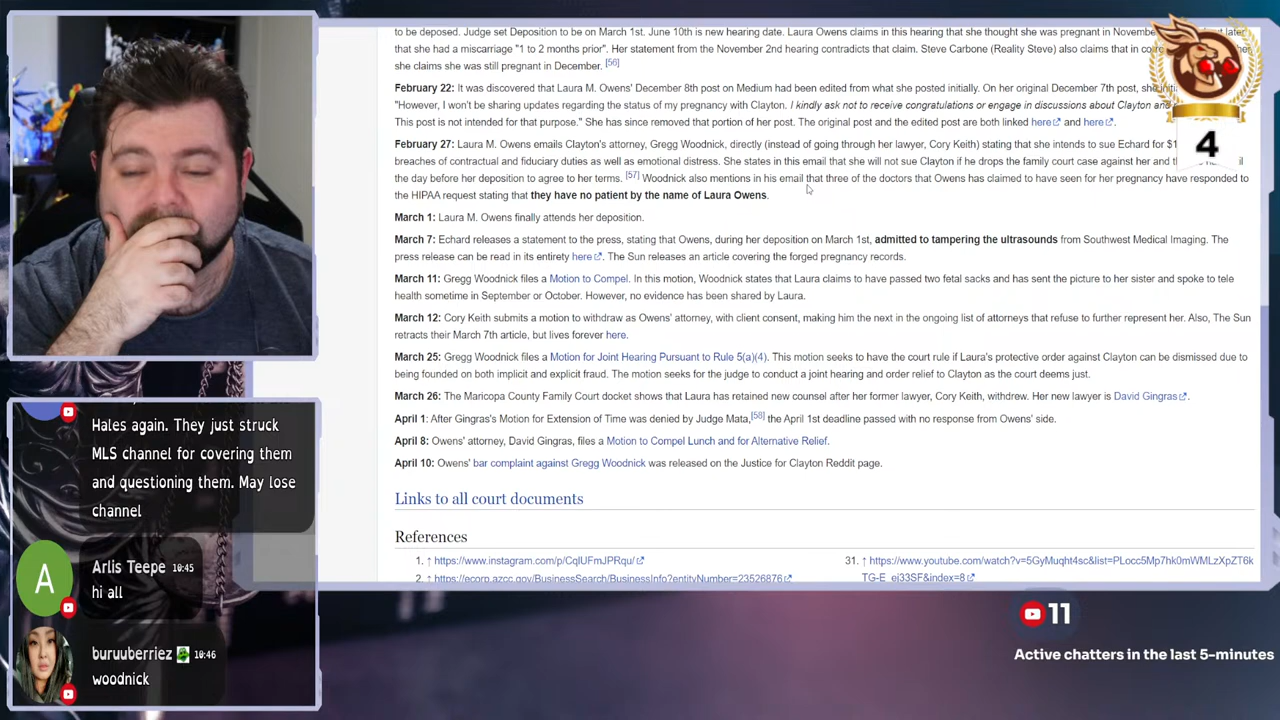 to be deposed. Judge set Deposition to be on March 1st. June 10th is new hearing date. Laura Owens claims in this hearing that she thought she was pregnant in Novem
that she had a miscarriage "1 to 2 months prior". Her statement from the November 2nd hearing contradicts that claim. Steve Carbone (Reality Steve) also claims that in
she claims she was still pregnant in December. [56]
February 22: It was discovered that Laura M. Owens' December 8th post on Medium had been edited from what she posted initially. On her original December 7th post, she
"However, I won't be sharing updates regarding the status of my pregnancy with Clayton. I kindly ask not to receive congratulations or engage in discussions about Clayton
This post is not intended for that purpose." She has since removed that portion of her post. The original post and the edited post are both linked here and here.
February 27: Laura M. Owens emails Clayton's attorney, Gregg Woodnick, directly (instead of going through her lawyer, Cory Keith) stating that she intends to sue Echard for $1
breaches of contractual and fiduciary duties as well as emotional distress. She states in this email that she will not sue Clayton if he drops the family court case against her and
the day before her deposition to agree to her terms. [57] Woodnick also mentions in his email that three of the doctors that Owens has claimed to have seen for her pregnancy have responded to
the HIPAA request stating that they have no patient by the name of Laura Owens.
March 1: Laura M. Owens finally attends her deposition.
March 7: Echard releases a statement to the press, stating that Owens, during her deposition on March 1st, admitted to tampering the ultrasounds from Southwest Medical Imaging. The
press release can be read in its entirety here. The Sun releases an article covering the forged pregnancy records.
March 11: Gregg Woodnick files a Motion to Compel. In this motion, Woodnick states that Laura claims to have passed two fetal sacks and has sent the picture to her sister and spoke to tele
health sometime in September or October. However, no evidence has been shared by Laura.
March 12: Cory Keith submits a motion to withdraw as Owens' attorney, with client consent, making him the next in the ongoing list of attorneys that refuse to further represent her. Also, The Sun
retracts their March 7th article, but lives forever here.
March 25: Gregg Woodnick files a Motion for Joint Hearing Pursuant to Rule 5(a)(4). This motion seeks to have the court rule if Laura's protective order against Clayton can be dismissed due to
being founded on both implicit and explicit fraud. The motion seeks for the judge to conduct a joint hearing and order relief to Clayton as the court deems just.
March 26: The Maricopa County Family Court docket shows that Laura has retained new counsel after her former lawyer, Cory Keith, withdrew. Her new lawyer is David Gingras.
April 1: After Gingras's Motion for Extension of Time was denied by Judge Mata,[58] the April 1st deadline passed with no response from Owens' side.
April 8: Owens' attorney, David Gingras, files a Motion to Compel Lunch and for Alternative Relief.
April 10: Owens' bar complaint against Gregg Woodnick was released on the Justice for Clayton Reddit page.
Links to all court documents
References
1. ↑ https://www.instagram.com/p/CqIUFmJPRqu/
2. ↑ https://ecorp.azcc.gov/BusinessSearch/BusinessInfo?entityNumber=23526876
31. ↑ https://www.youtube.com/watch?v=5GyMuqht4sc&list=PLocc5Mp7hk0mWMLzXpZT6k
TG-E_ej33SF&index=8
4
Hales again. They just struck
MLS channel for covering them
and questioning them. May lose
channel
Arlis Teepe 10:45
hi all
A
buruuberriez 10:46
woodnick
11
Active chatters in the last 5-minutes